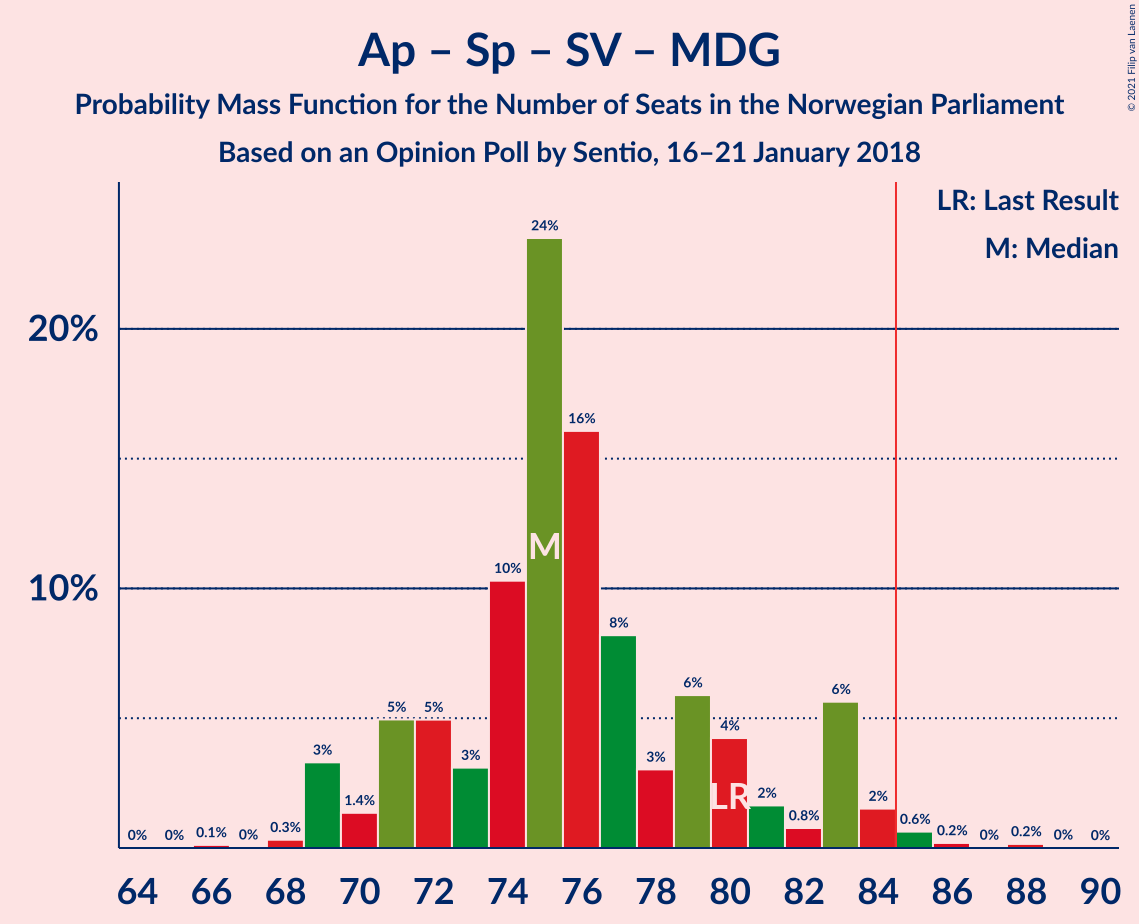 Ap – Sp – SV – MDG
Probability Mass Function for the Number of Seats in the Norwegian Parliament
Based on an Opinion Poll by Sentio, 16–21 January 2018
© 2021 Filip van Laenen
LR: Last Result
M: Median
20%
10%
0% 0% 0.1% 0% 0.3% 3% 1.4% 5% 5% 3% 10% 24% 16% 8% 3% 6% 4% 2% 0.8% 6% 2% 0.6% 0.2% 0% 0.2% 0% 0%
M
LR
64 66 68 70 72 74 76 78 80 82 84 86 88 90